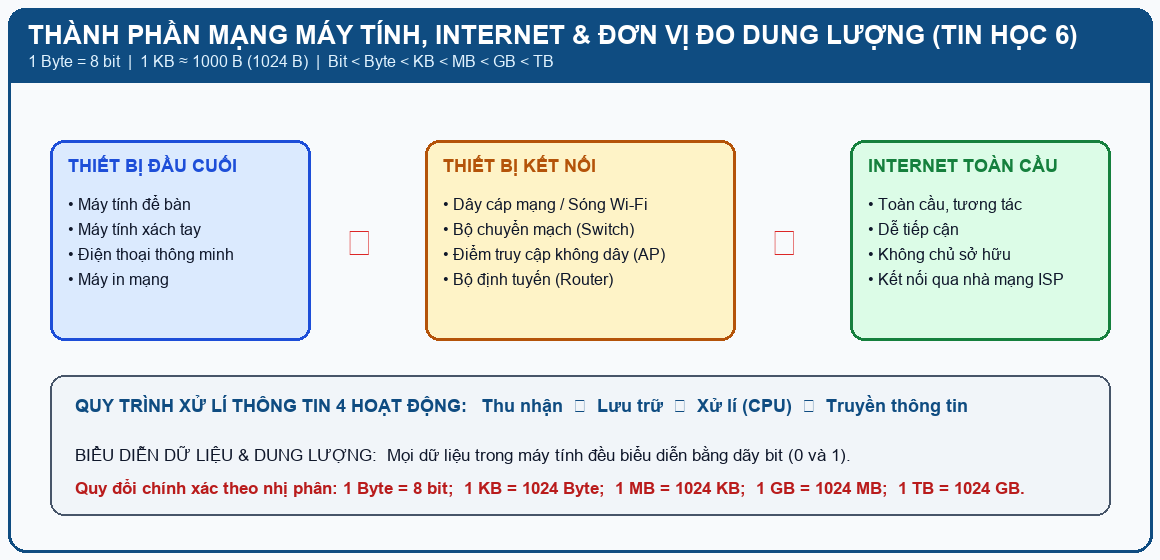 THÀNH PHẦN MẠNG MÁY TÍNH, INTERNET & ĐƠN VỊ ĐO DUNG LƯỢNG (TIN HỌC 6)
1 Byte = 8 bit | 1 KB ≈ 1000 B (1024 B) | Bit < Byte < KB < MB < GB < TB
THIẾT BỊ ĐẦU CUỐI
• Máy tính để bàn
• Máy tính xách tay
• Điện thoại thông minh
• Máy in mạng
THIẾT BỊ KẾT NỐI
• Dây cáp mạng / Sóng Wi-Fi
• Bộ chuyển mạch (Switch)
• Điểm truy cập không dây (AP)
• Bộ định tuyến (Router)
INTERNET TOÀN CẦU
• Toàn cầu, tương tác
• Dễ tiếp cận
• Không chủ sở hữu
• Kết nối qua nhà mạng ISP
QUY TRÌNH XỬ LÍ THÔNG TIN 4 HOẠT ĐỘNG: Thu nhận □ Lưu trữ □ Xử lí (CPU) □ Truyền thông tin
BIỂU DIỄN DỮ LIỆU & DUNG LƯỢNG: Mọi dữ liệu trong máy tính đều biểu diễn bằng dãy bit (0 và 1).
Quy đổi chính xác theo nhị phân: 1 Byte = 8 bit; 1 KB = 1024 Byte; 1 MB = 1024 KB; 1 GB = 1024 MB; 1 TB = 1024 GB.